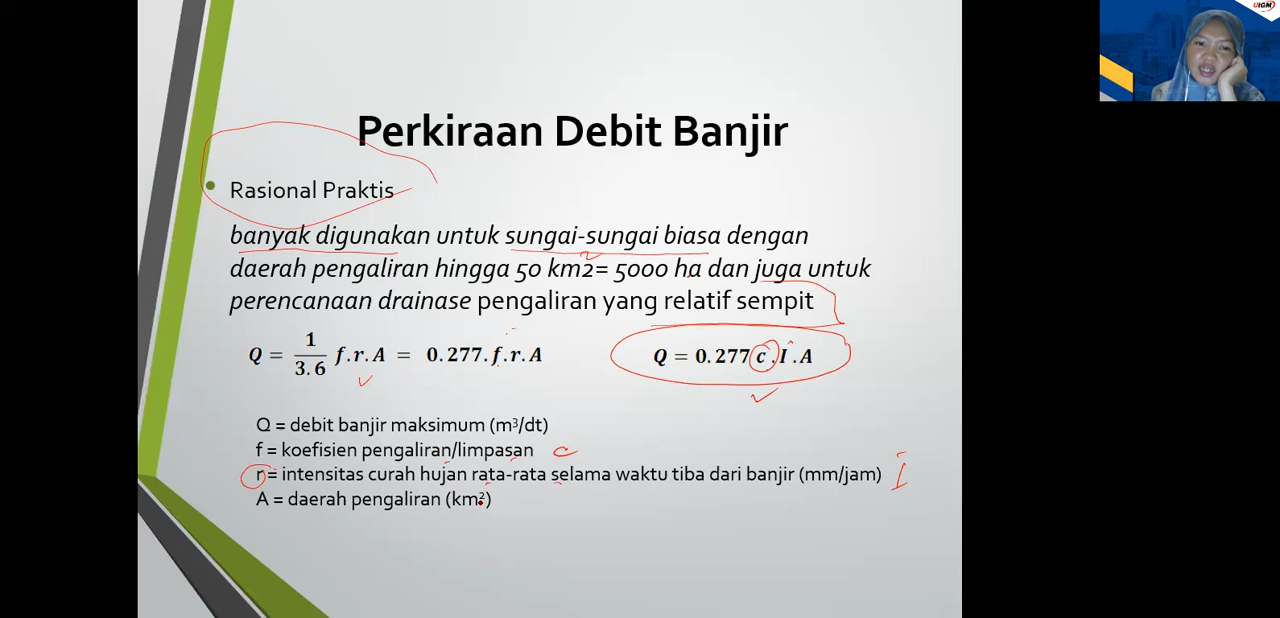 UIGM
Perkiraan Debit Banjir
• Rasional Praktis
banyak digunakan untuk sungai-sungai biasa dengan
daerah pengaliran hingga 50 km2= 5000 ha dan juga untuk
perencanaan drainase pengaliran yang relatif sempit
Q = 1/3.6 f.r.A = 0.277.f.r.A
Q = 0.277 c.I.A
Q = debit banjir maksimum (m³/dt)
f = koefisien pengaliran/limpasan c
r = intensitas curah hujan rata-rata selama waktu tiba dari banjir (mm/jam) I
A = daerah pengaliran (km²)